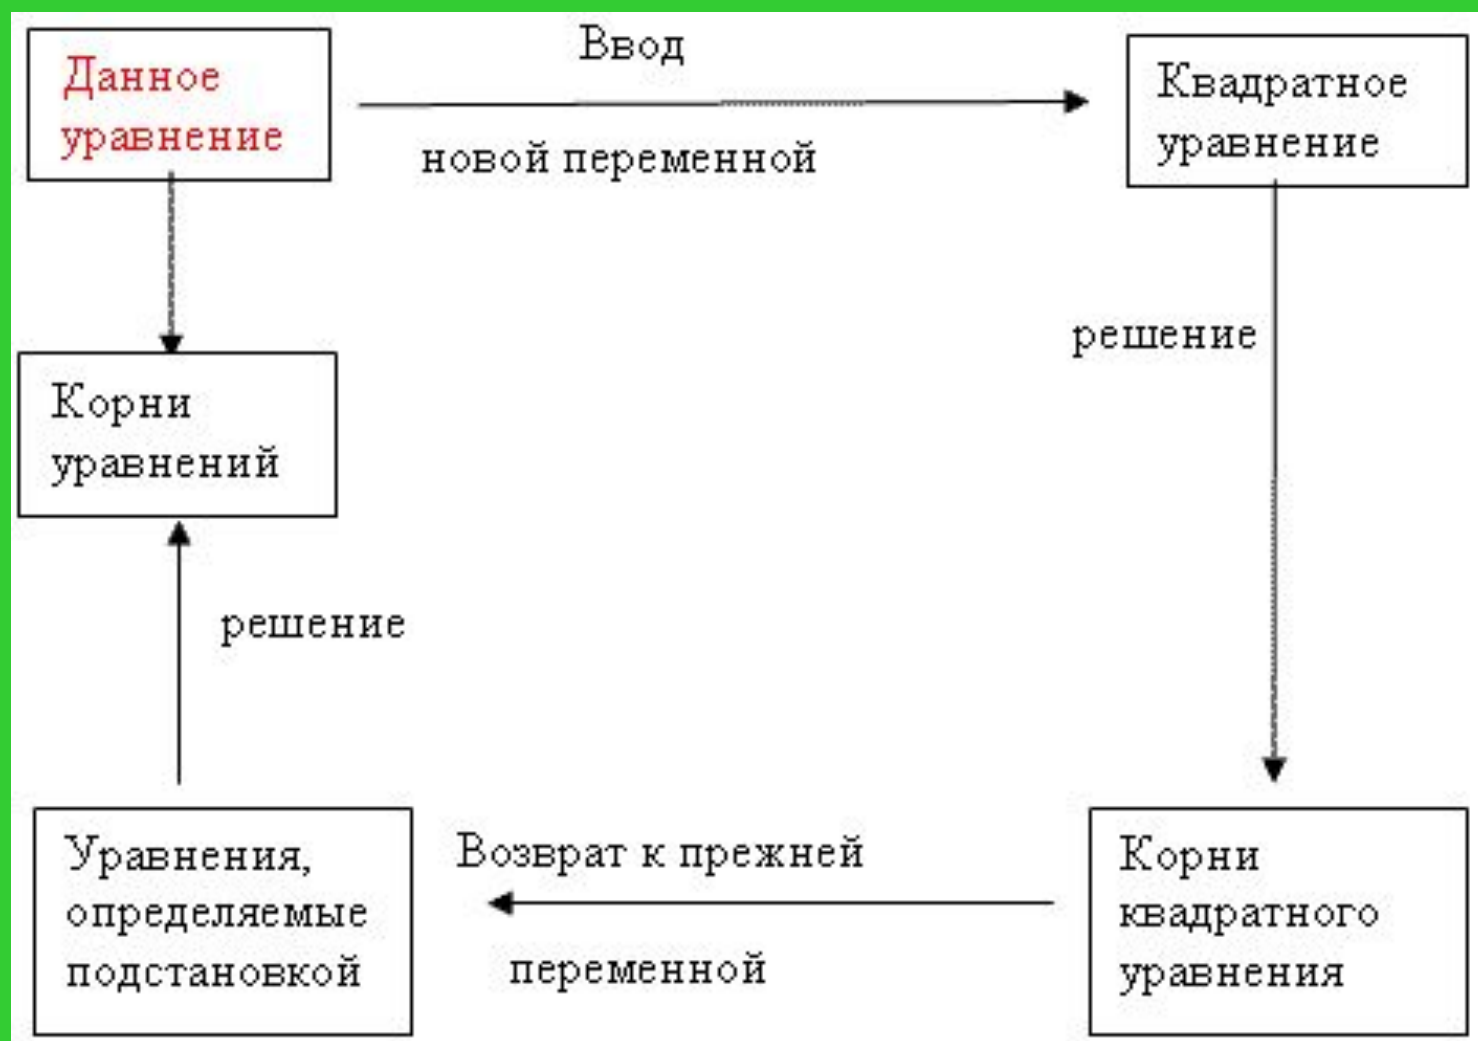 Данное
уравнение
Ввод
новой переменной
Квадратное
уравнение
решение
Корни
уравнений
решение
Уравнения,
определяемые
подстановкой
Возврат к прежней
переменной
Корни
квадратного
уравнения